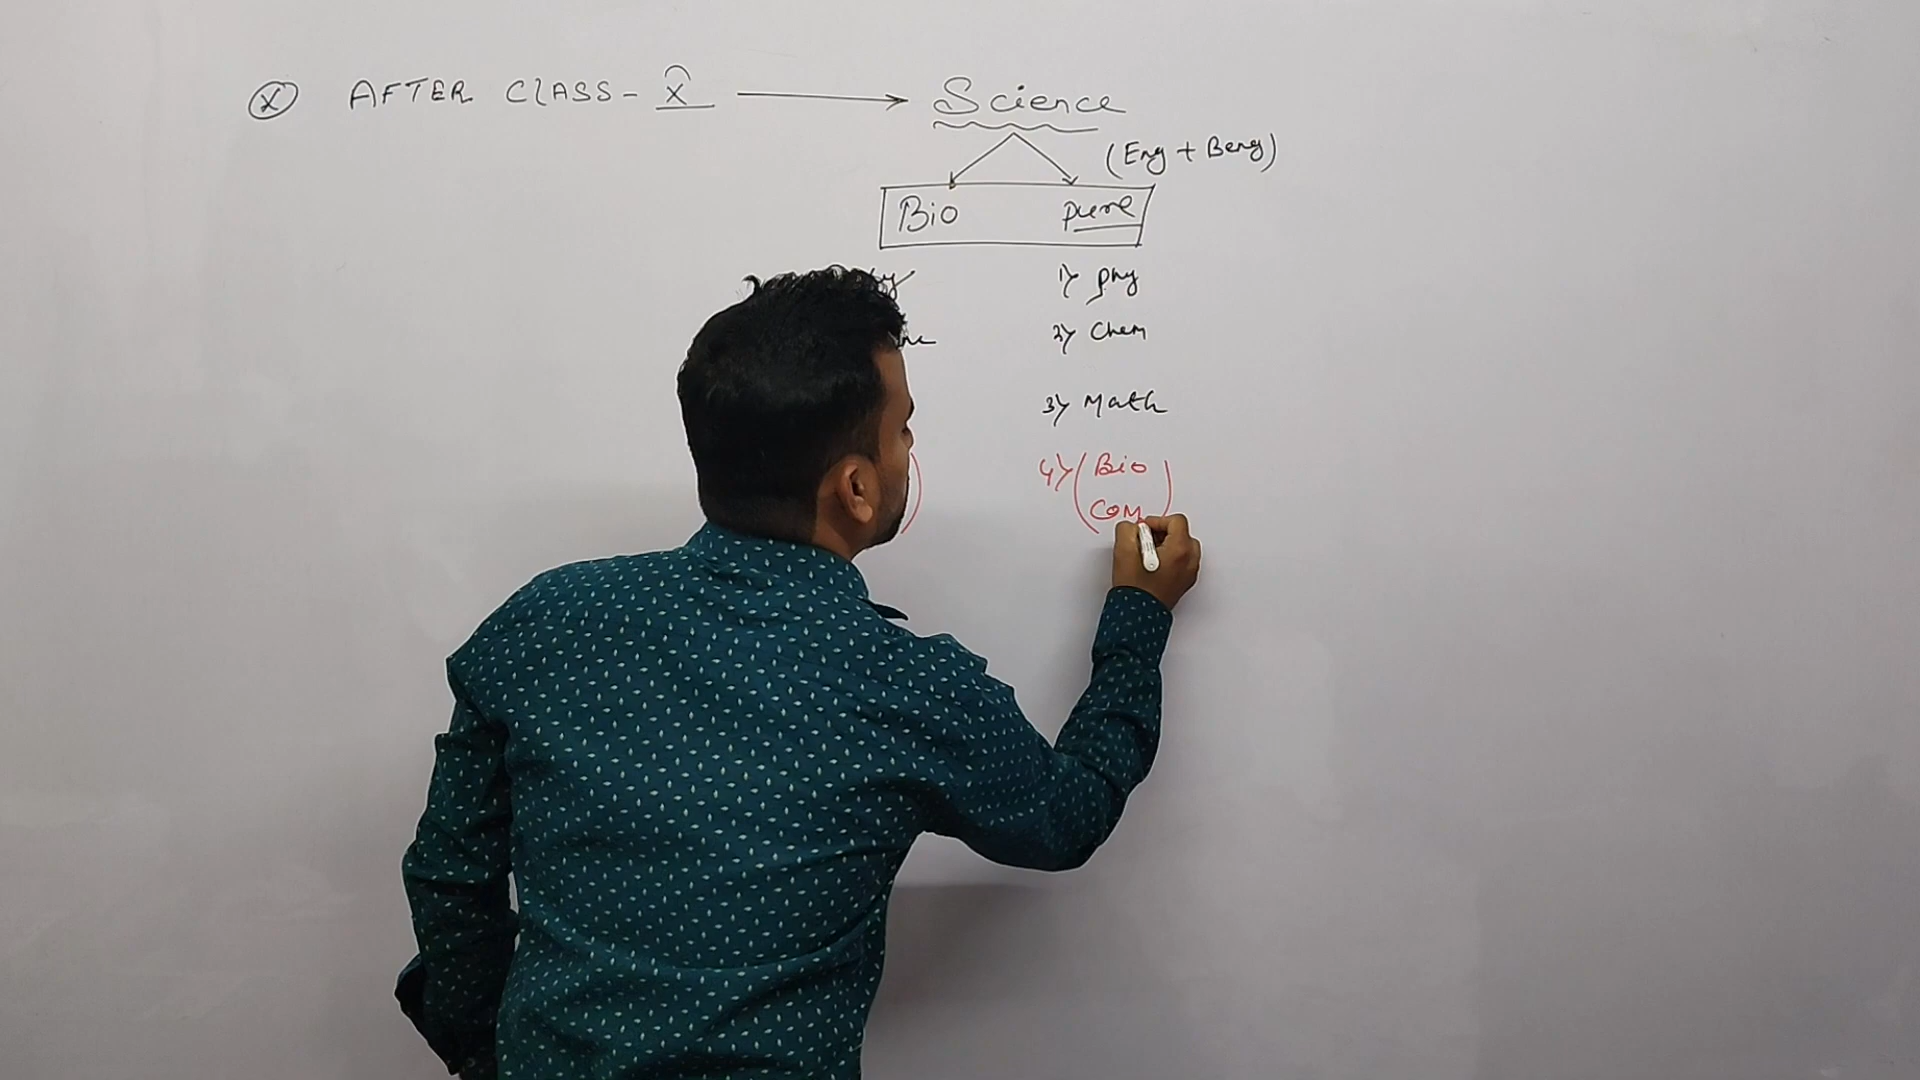 X AFTER CLASS - X → Science
(Eng + Beng)
Bio pure
1) phy
2) Chem
3) Math
4) (Bio
Com)